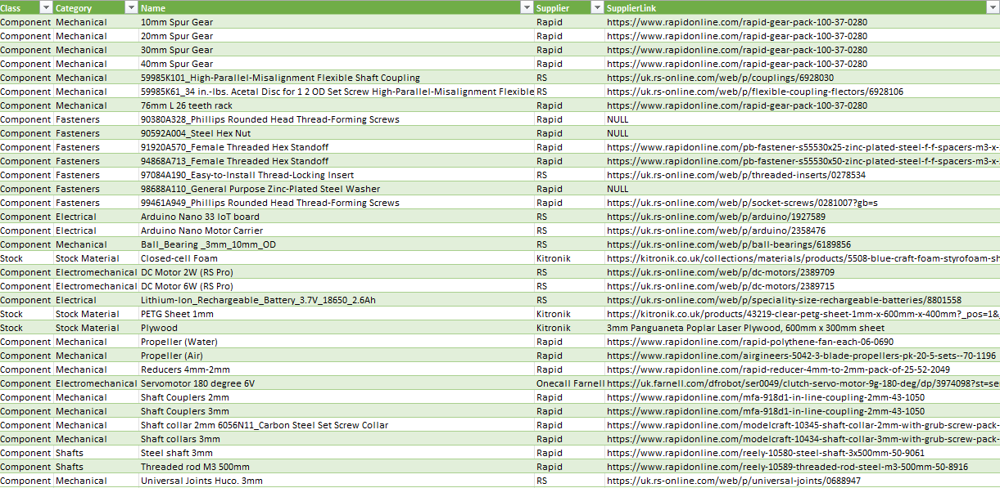 Class Category Name Supplier SupplierLink
Component Mechanical 10mm Spur Gear Rapid https://www.rapidonline.com/rapid-gear-pack-100-37-0280
Component Mechanical 20mm Spur Gear Rapid https://www.rapidonline.com/rapid-gear-pack-100-37-0280
Component Mechanical 30mm Spur Gear Rapid https://www.rapidonline.com/rapid-gear-pack-100-37-0280
Component Mechanical 40mm Spur Gear Rapid https://www.rapidonline.com/rapid-gear-pack-100-37-0280
Component Mechanical 59985K101_High-Parallel-Misalignment Flexible Shaft Coupling RS https://uk.rs-online.com/web/p/couplings/6928030
Component Mechanical 59985K61_34 in.-lbs. Acetal Disc for 1 2 OD Set Screw High-Parallel-Misalignment Flexible RS https://uk.rs-online.com/web/p/flexible-coupling-flectors/6928106
Component Mechanical 76mm L 26 teeth rack Rapid https://www.rapidonline.com/rapid-gear-pack-100-37-0280
Component Fasteners 90380A328_Phillips Rounded Head Thread-Forming Screws Rapid NULL
Component Fasteners 90592A004_Steel Hex Nut Rapid NULL
Component Fasteners 91920A570_Female Threaded Hex Standoff Rapid https://www.rapidonline.com/pb-fastener-s55530x25-zinc-plated-steel-f-f-spacers-m3-x-
Component Fasteners 94868A713_Female Threaded Hex Standoff Rapid https://www.rapidonline.com/pb-fastener-s55530x50-zinc-plated-steel-f-f-spacers-m3-x-
Component Fasteners 97084A190_Easy-to-Install Thread-Locking Insert RS https://uk.rs-online.com/web/p/threaded-inserts/0278534
Component Fasteners 98688A110_General Purpose Zinc-Plated Steel Washer Rapid NULL
Component Fasteners 99461A949_Phillips Rounded Head Thread-Forming Screws Rapid https://uk.rs-online.com/web/p/socket-screws/0281007?gb=s
Component Electrical Arduino Nano 33 IoT board RS https://uk.rs-online.com/web/p/arduino/1927589
Component Electrical Arduino Nano Motor Carrier RS https://uk.rs-online.com/web/p/arduino/2358476
Component Mechanical Ball_Bearing _3mm_10mm_OD RS https://uk.rs-online.com/web/p/ball-bearings/6189856
Stock Stock Material Closed-cell Foam Kitronik https://kitronik.co.uk/collections/materials/products/5508-blue-craft-foam-styrofoam-sh
Component Electromechanical DC Motor 2W (RS Pro) RS https://uk.rs-online.com/web/p/dc-motors/2389709
Component Electromechanical DC Motor 6W (RS Pro) RS https://uk.rs-online.com/web/p/dc-motors/2389715
Component Electrical Lithium-Ion_Rechargeable_Battery_3.7V_18650_2.6Ah RS https://uk.rs-online.com/web/p/speciality-size-rechargeable-batteries/8801558
Stock Stock Material PETG Sheet 1mm Kitronik https://kitronik.co.uk/products/43219-clear-petg-sheet-1mm-x-600mm-x-400mm?_pos=1&
Stock Stock Material Plywood Kitronik 3mm Panguaneta Poplar Laser Plywood, 600mm x 300mm sheet
Component Mechanical Propeller (Water) Rapid https://www.rapidonline.com/rapid-polythene-fan-each-06-0690
Component Mechanical Propeller (Air) Rapid https://www.rapidonline.com/airgineers-5042-3-blade-propellers-pk-20-5-sets--70-1196
Component Mechanical Reducers 4mm-2mm Rapid https://www.rapidonline.com/rapid-reducer-4mm-to-2mm-pack-of-25-52-2049
Component Electromechanical Servomotor 180 degree 6V Onecall Farnell https://uk.farnell.com/dfrobot/ser0049/clutch-servo-motor-9g-180-deg/dp/3974098?st=se
Component Mechanical Shaft Couplers 2mm Rapid https://www.rapidonline.com/mfa-918d1-in-line-coupling-2mm-43-1050
Component Mechanical Shaft Couplers 3mm Rapid https://www.rapidonline.com/mfa-918d1-in-line-coupling-2mm-43-1050
Component Mechanical Shaft collar 2mm 6056N11_Carbon Steel Set Screw Collar Rapid https://www.rapidonline.com/modelcraft-10345-shaft-collar-2mm-with-grub-screw-pack-
Component Mechanical Shaft collars 3mm Rapid https://www.rapidonline.com/modelcraft-10434-shaft-collar-3mm-with-grub-screw-pack-
Component Shafts Steel shaft 3mm Rapid https://www.rapidonline.com/reely-10580-steel-shaft-3x500mm-50-9061
Component Shafts Threaded rod M3 500mm Rapid https://www.rapidonline.com/reely-10589-threaded-rod-steel-m3-500mm-50-8916
Component Mechanical Universal Joints Huco. 3mm RS https://uk.rs-online.com/web/p/universal-joints/0688947